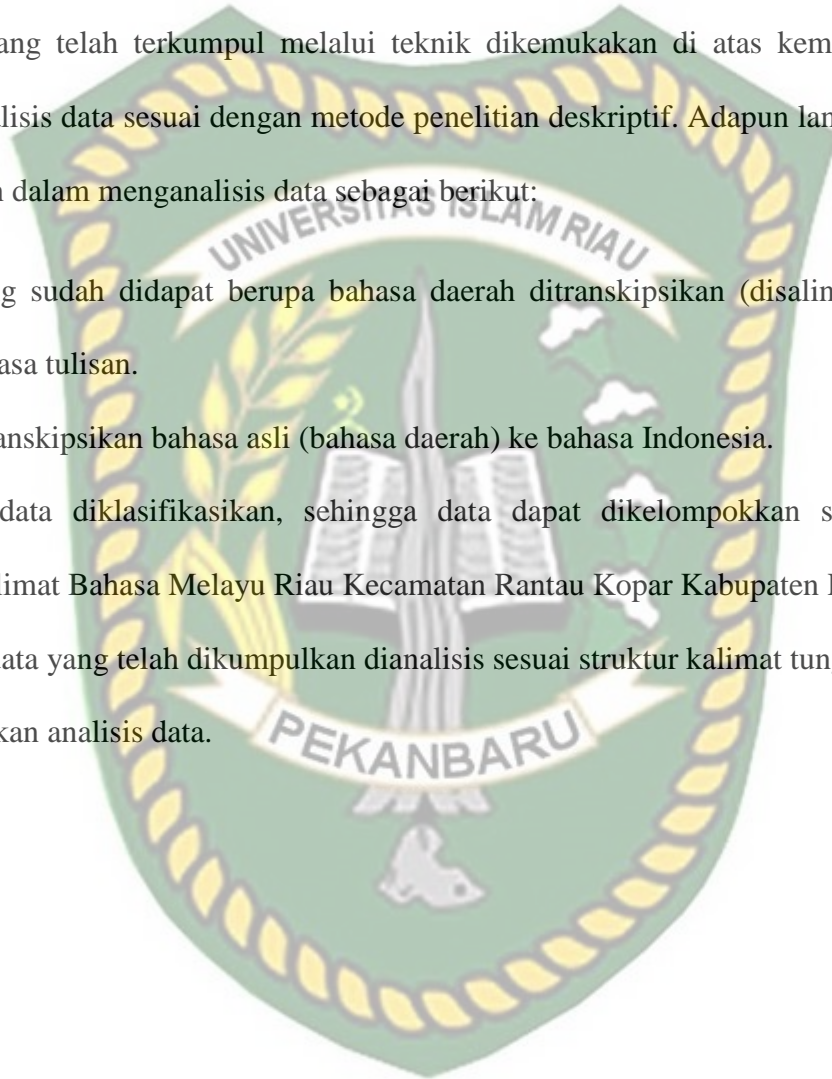 ang telah terkumpul melalui teknik dikemukakan di atas kem
alisis data sesuai dengan metode penelitian deskriptif. Adapun lan
n dalam menganalisis data sebagai berikut:
UNIVERSITAS ISLAM RIAU
g sudah didapat berupa bahasa daerah ditranskipsikan (disalin
asa tulisan.
anskipsikan bahasa asli (bahasa daerah) ke bahasa Indonesia.
data diklasifikasikan, sehingga data dapat dikelompokkan s
limat Bahasa Melayu Riau Kecamatan Rantau Kopar Kabupaten
ata yang telah dikumpulkan dianalisis sesuai struktur kalimat tung
kan analisis data.
PEKANBARU